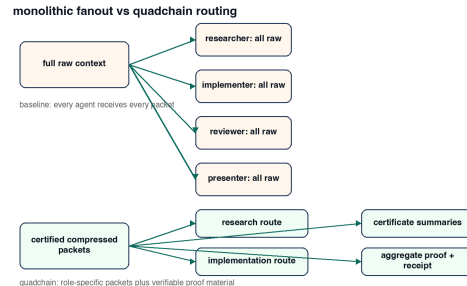 monolithic fanout vs quadchain routing
full raw context
researcher: all raw
implementer: all raw
baseline: every agent receives every packet
reviewer: all raw
presenter: all raw
certified compressed
packets
research route
certificate summaries
implementation route
aggregate proof +
receipt
quadchain: role-specific packets plus verifiable proof material